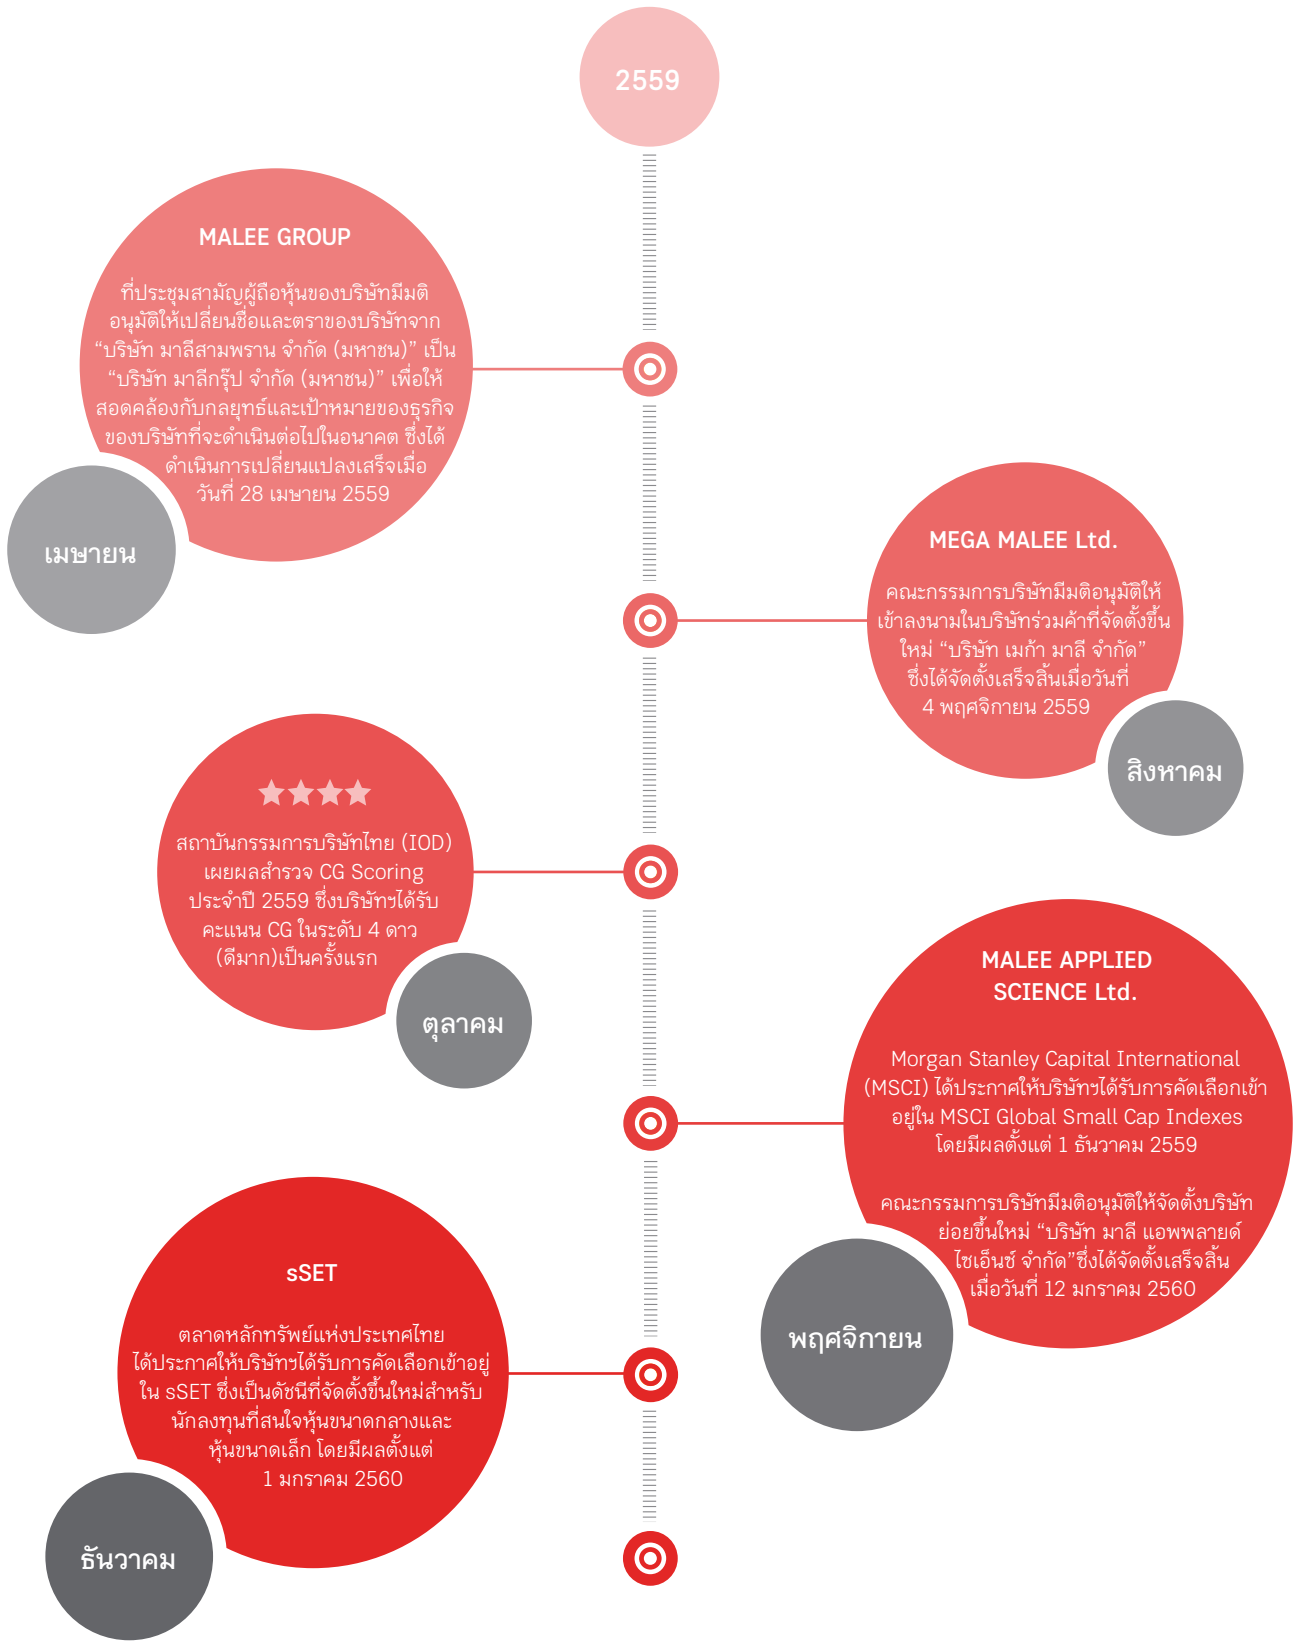 2559
MALEE GROUP
ที่ประชุมสามัญผู้ถือหุ้นของบริษัทมีมติ
อนุมัติให้เปลี่ยนชื่อและตราของบริษัทจาก
“บริษัท มาลีสามพราน จำกัด (มหาชน)” เป็น
“บริษัท มาลีกรุ๊ป จำกัด (มหาชน)” เพื่อให้
สอดคล้องกับกลยุทธ์และเป้าหมายของธุรกิจ
ของบริษัทที่จะดำเนินต่อไปในอนาคต ซึ่งได้
ดำเนินการเปลี่ยนแปลงเสร็จเมื่อ
วันที่ 28 เมษายน 2559
เมษายน
MEGA MALEE Ltd.
คณะกรรมการบริษัทมีมติอนุมัติให้
เข้าลงนามในบริษัทร่วมค้าที่จัดตั้งขึ้น
ใหม่ “บริษัท เมก้า มาลี จำกัด”
ซึ่งได้จัดตั้งเสร็จสิ้นเมื่อวันที่
4 พฤศจิกายน 2559
สิงหาคม
สถาบันกรรมการบริษัทไทย (IOD)
เผยผลสำรวจ CG Scoring
ประจำปี 2559 ซึ่งบริษัทฯได้รับ
คะแนน CG ในระดับ 4 ดาว
(ดีมาก)เป็นครั้งแรก
ตุลาคม
MALEE APPLIED
SCIENCE Ltd.
Morgan Stanley Capital International
(MSCI) ได้ประกาศให้บริษัทฯได้รับการคัดเลือกเข้า
อยู่ใน MSCI Global Small Cap Indexes
โดยมีผลตั้งแต่ 1 ธันวาคม 2559
คณะกรรมการบริษัทมีมติอนุมัติให้จัดตั้งบริษัท
ย่อยขึ้นใหม่ “บริษัท มาลี แอพพลายด์
ไซเอ็นซ์ จำกัด”ซึ่งได้จัดตั้งเสร็จสิ้น
เมื่อวันที่ 12 มกราคม 2560
พฤศจิกายน
sSET
ตลาดหลักทรัพย์แห่งประเทศไทย
ได้ประกาศให้บริษัทฯได้รับการคัดเลือกเข้าอยู่
ใน sSET ซึ่งเป็นดัชนีที่จัดตั้งขึ้นใหม่สำหรับ
นักลงทุนที่สนใจหุ้นขนาดกลางและ
หุ้นขนาดเล็ก โดยมีผลตั้งแต่
1 มกราคม 2560
ธันวาคม